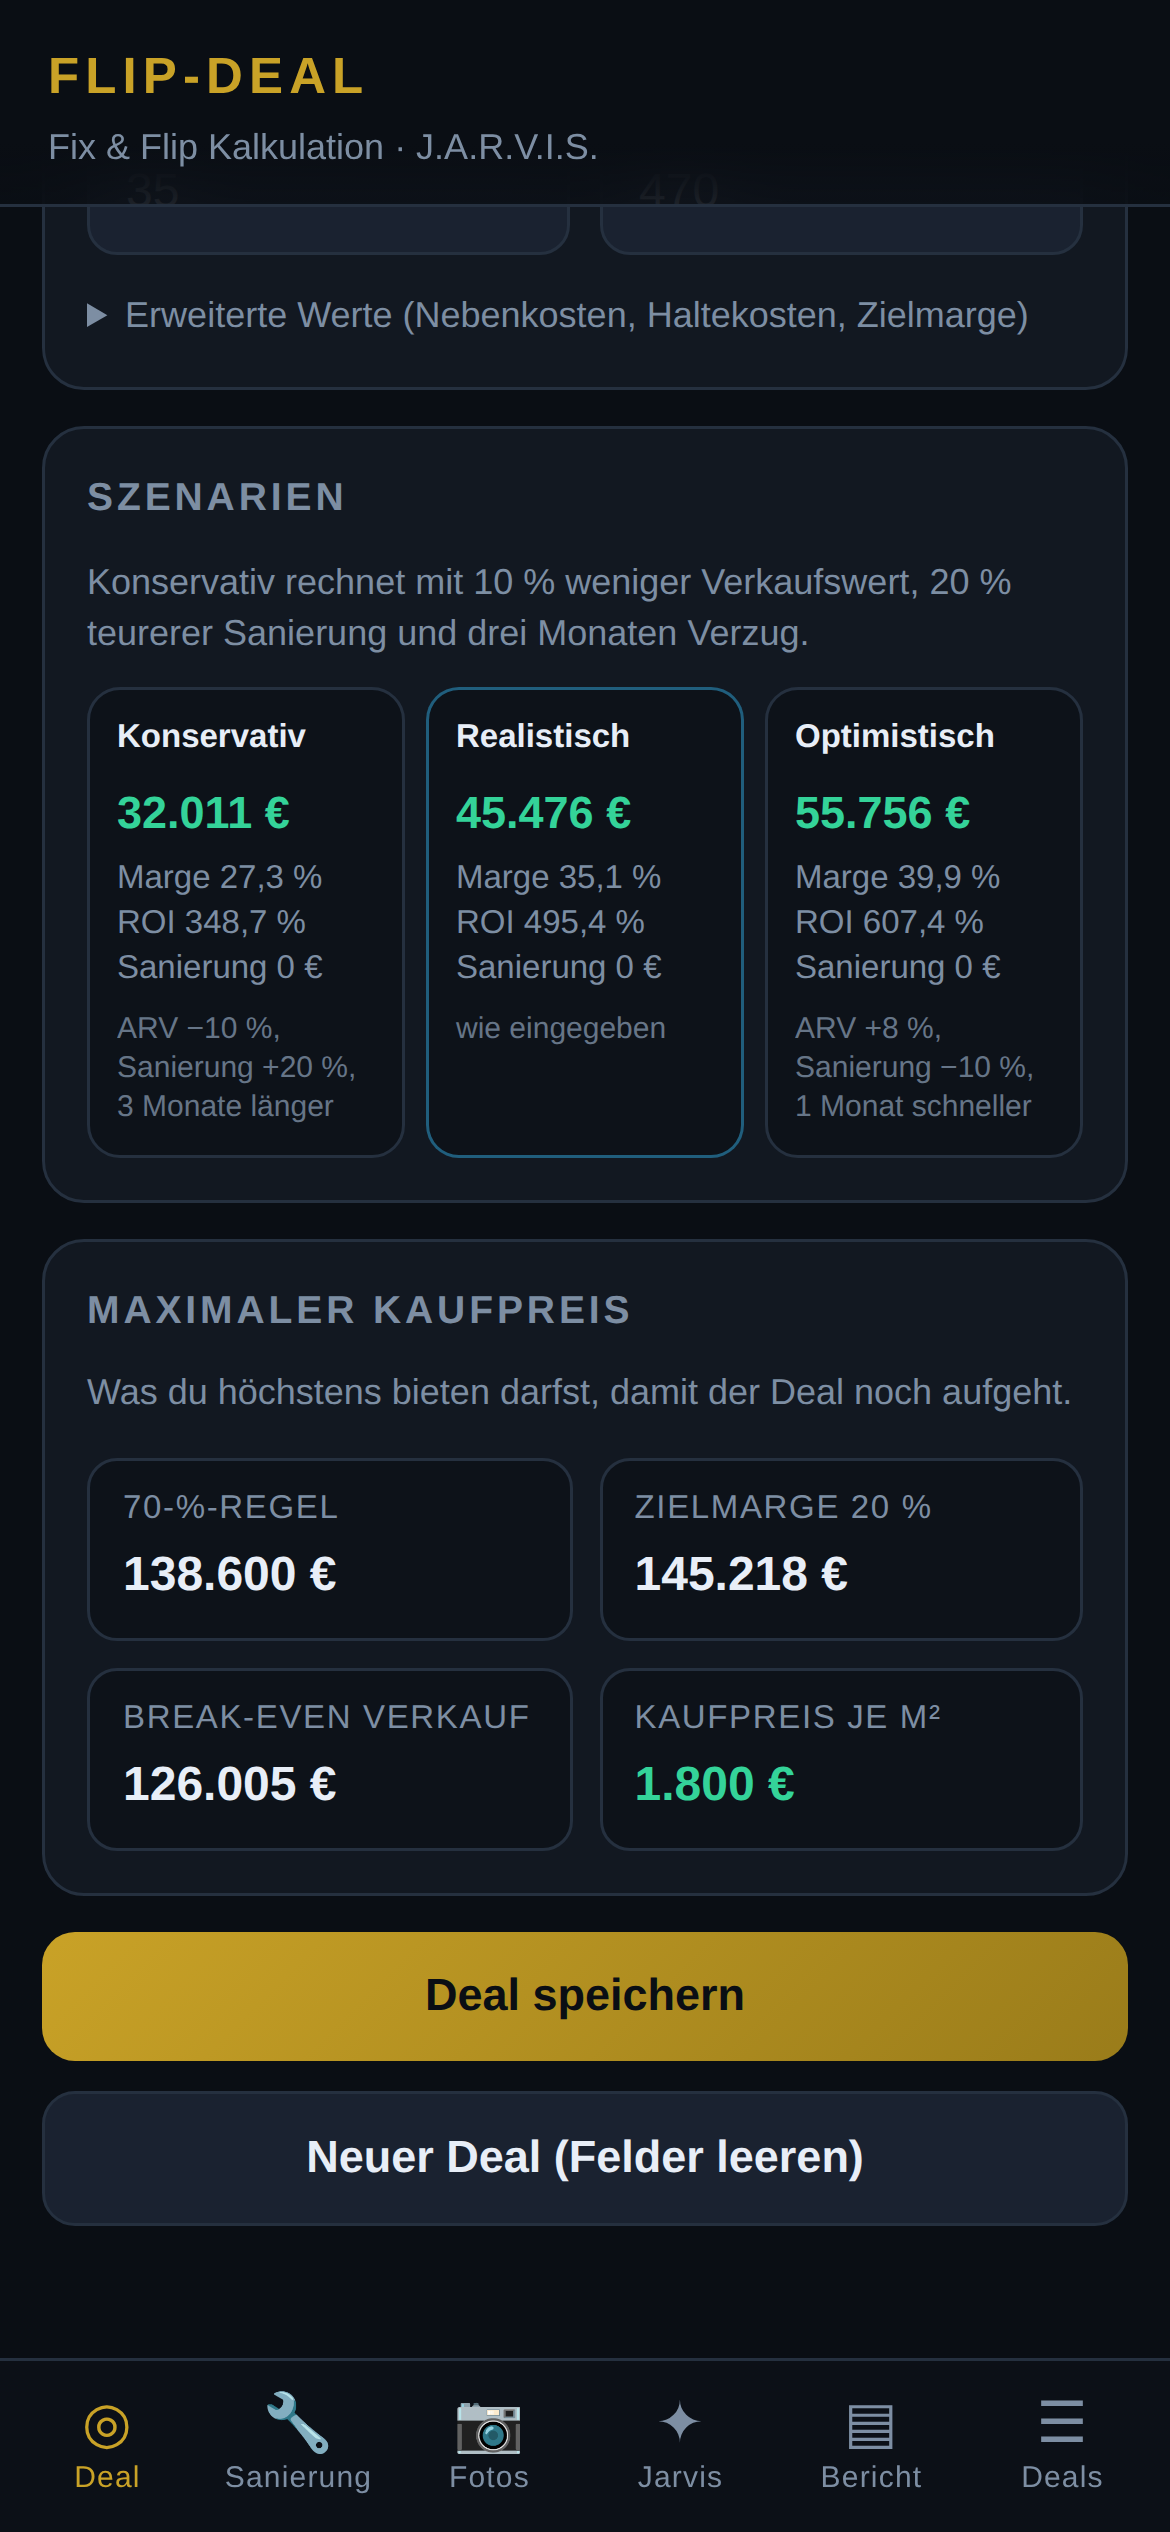 FLIP-DEAL
Fix & Flip Kalkulation · J.A.R.V.I.S.
35 470
▶ Erweiterte Werte (Nebenkosten, Haltekosten, Zielmarge)
SZENARIEN
Konservativ rechnet mit 10 % weniger Verkaufswert, 20 %
teurerer Sanierung und drei Monaten Verzug.
Konservativ
32.011 €
Marge 27,3 %
ROI 348,7 %
Sanierung 0 €
ARV −10 %,
Sanierung +20 %,
3 Monate länger
Realistisch
45.476 €
Marge 35,1 %
ROI 495,4 %
Sanierung 0 €
wie eingegeben
Optimistisch
55.756 €
Marge 39,9 %
ROI 607,4 %
Sanierung 0 €
ARV +8 %,
Sanierung −10 %,
1 Monat schneller
MAXIMALER KAUFPREIS
Was du höchstens bieten darfst, damit der Deal noch aufgeht.
70-%-REGEL
138.600 €
ZIELMARGE 20 %
145.218 €
BREAK-EVEN VERKAUF
126.005 €
KAUFPREIS JE M²
1.800 €
Deal speichern
Neuer Deal (Felder leeren)
Deal Sanierung Fotos Jarvis Bericht Deals